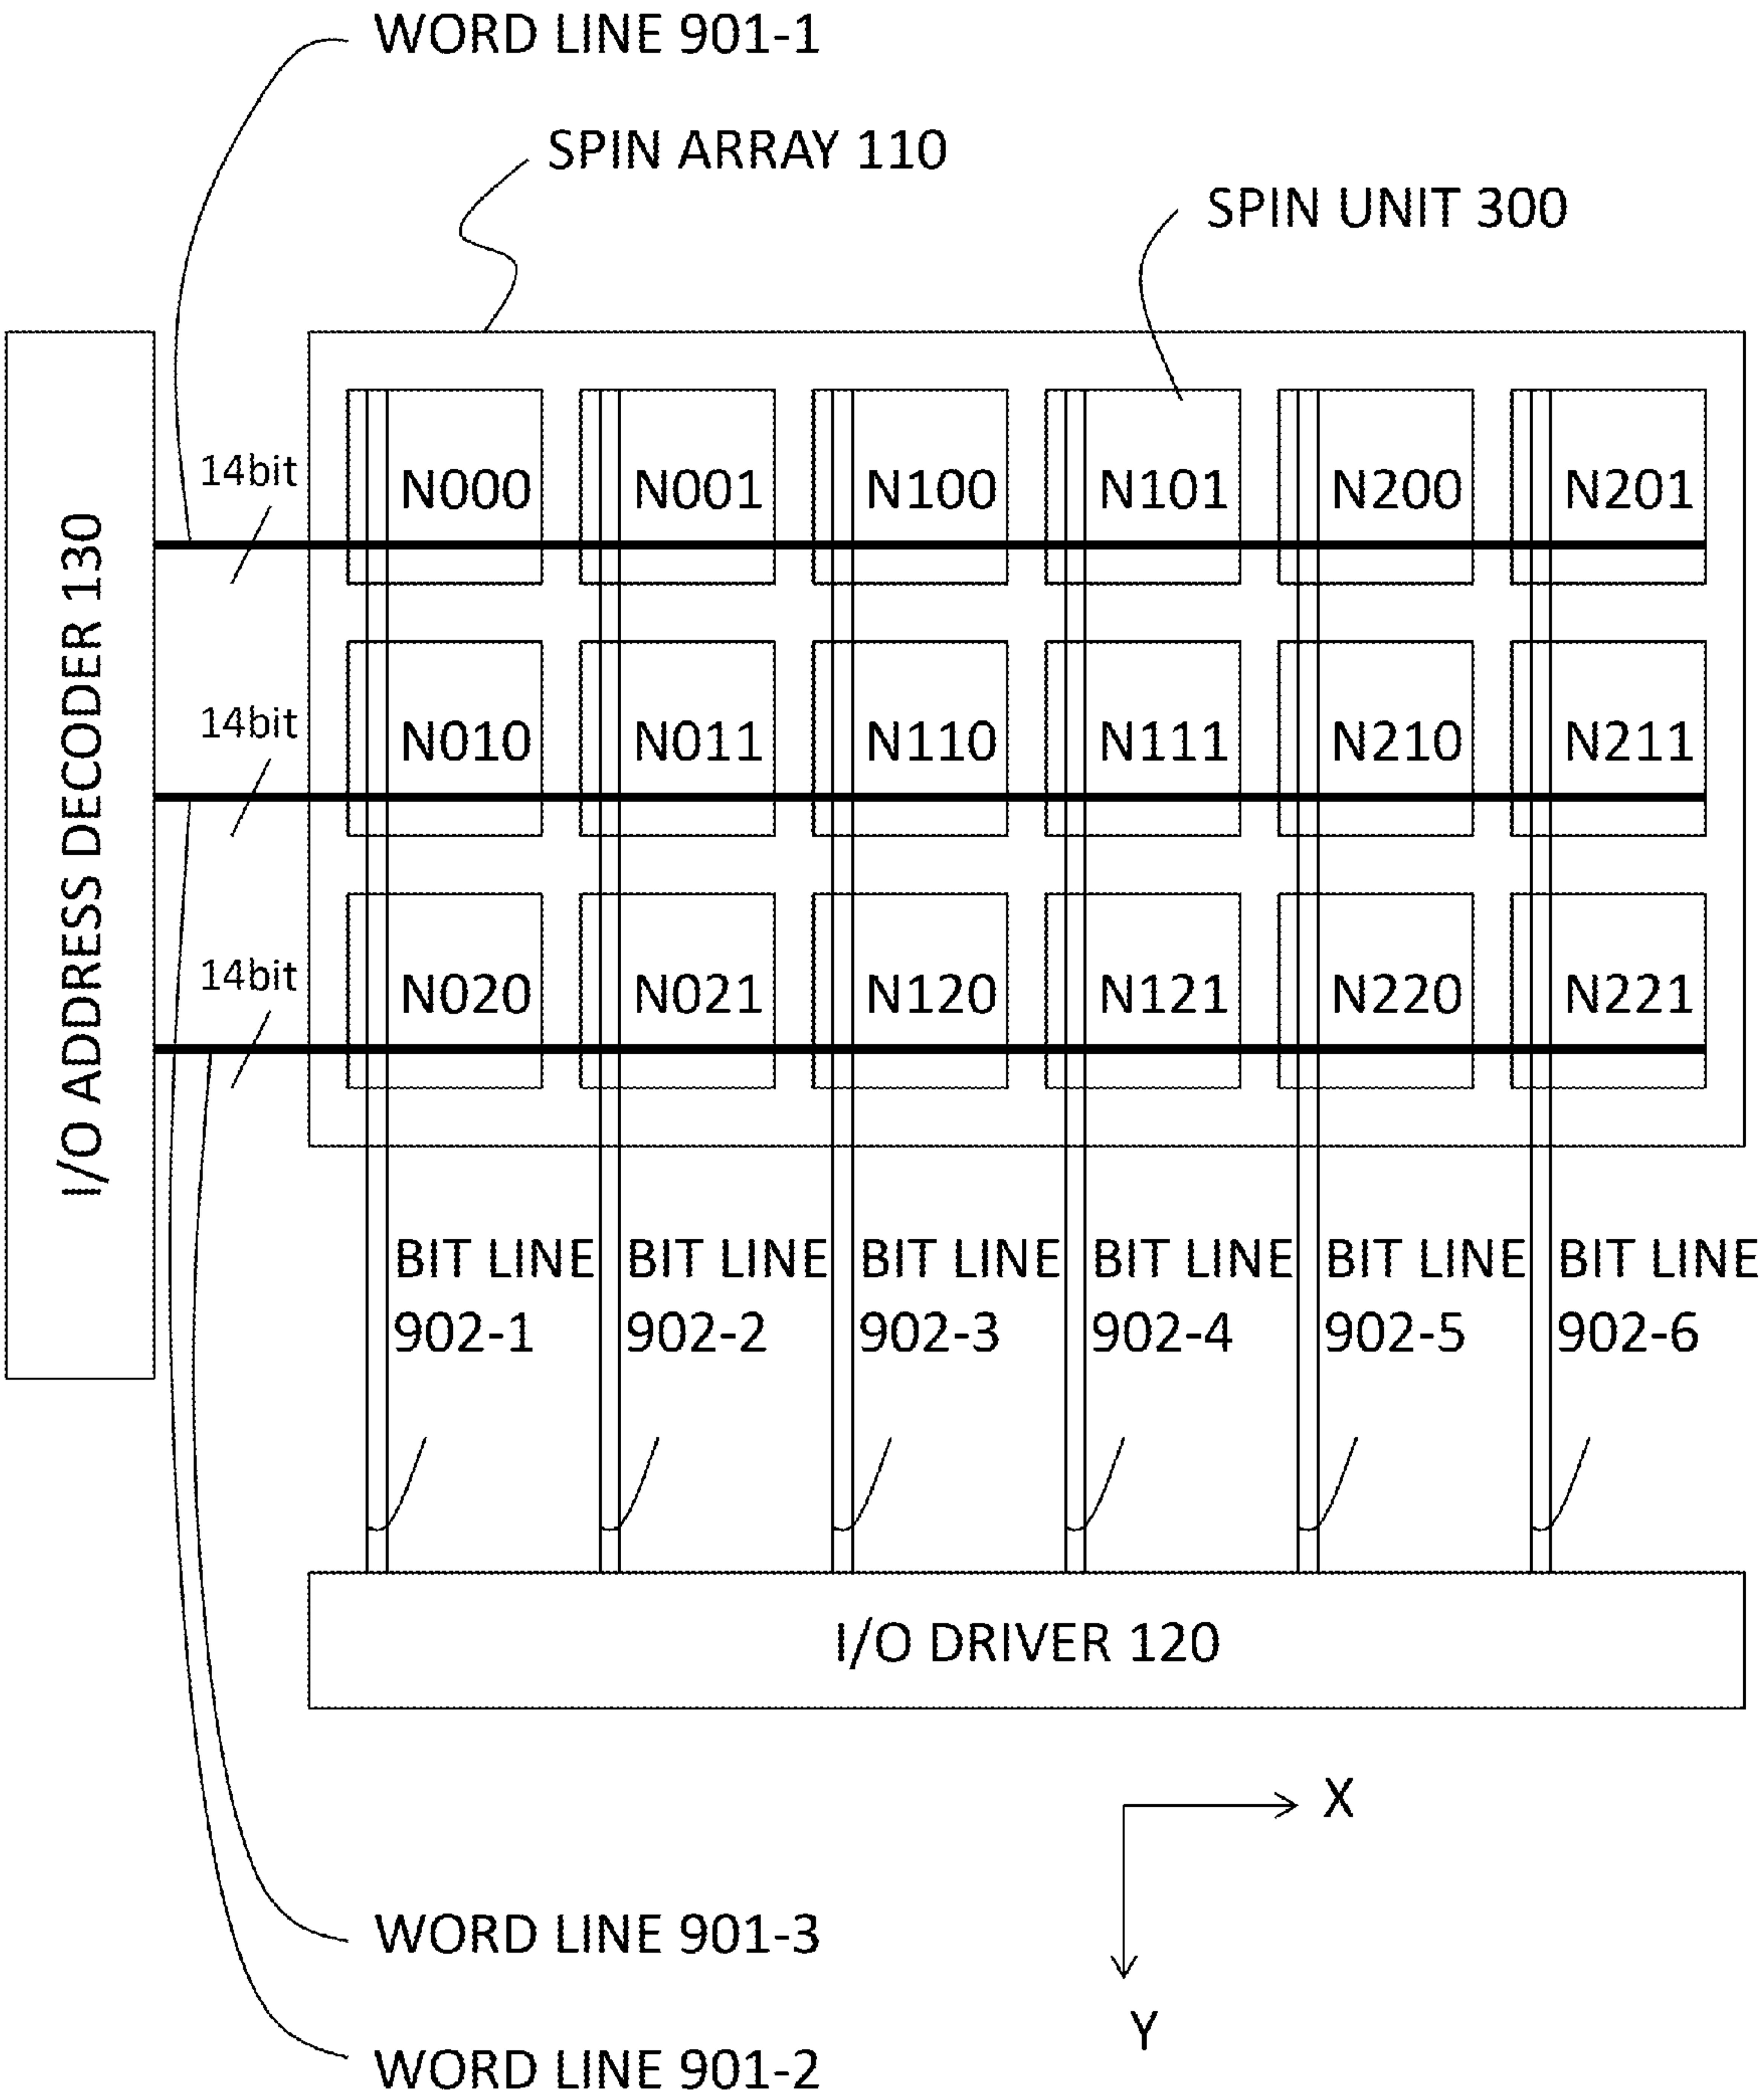 WORD LINE 901-1
SPIN ARRAY 110
SPIN UNIT 300
I/O ADDRESS DECODER 130
14bit
N000 N001 N100 N101 N200 N201
14bit
N010 N011 N110 N111 N210 N211
14bit
N020 N021 N120 N121 N220 N221
BIT LINE 902-1
BIT LINE 902-2
BIT LINE 902-3
BIT LINE 902-4
BIT LINE 902-5
BIT LINE 902-6
I/O DRIVER 120
X
Y
WORD LINE 901-3
WORD LINE 901-2